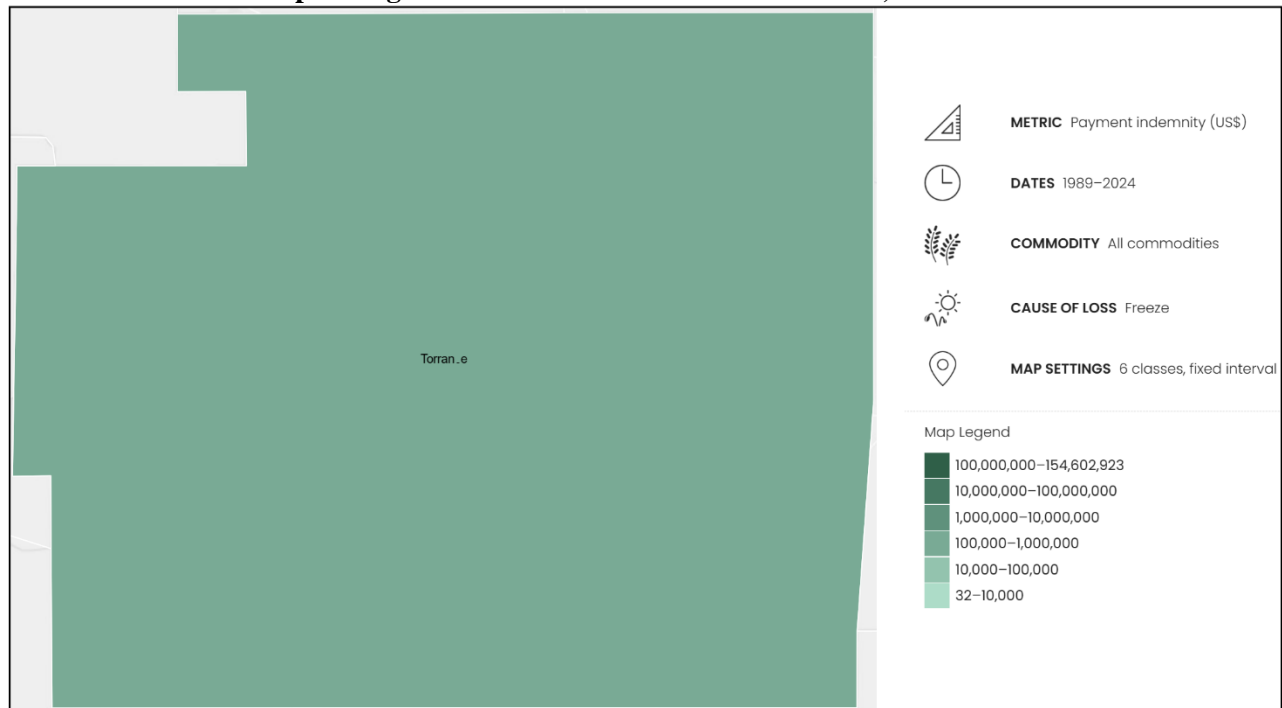 METRIC Payment indemnity (US$)
DATES 1989–2024
COMMODITY All commodities
CAUSE OF LOSS Freeze
MAP SETTINGS 6 classes, fixed interval
Torran.e
Map Legend
100,000,000–154,602,923
10,000,000–100,000,000
1,000,000–10,000,000
100,000–1,000,000
10,000–100,000
32–10,000